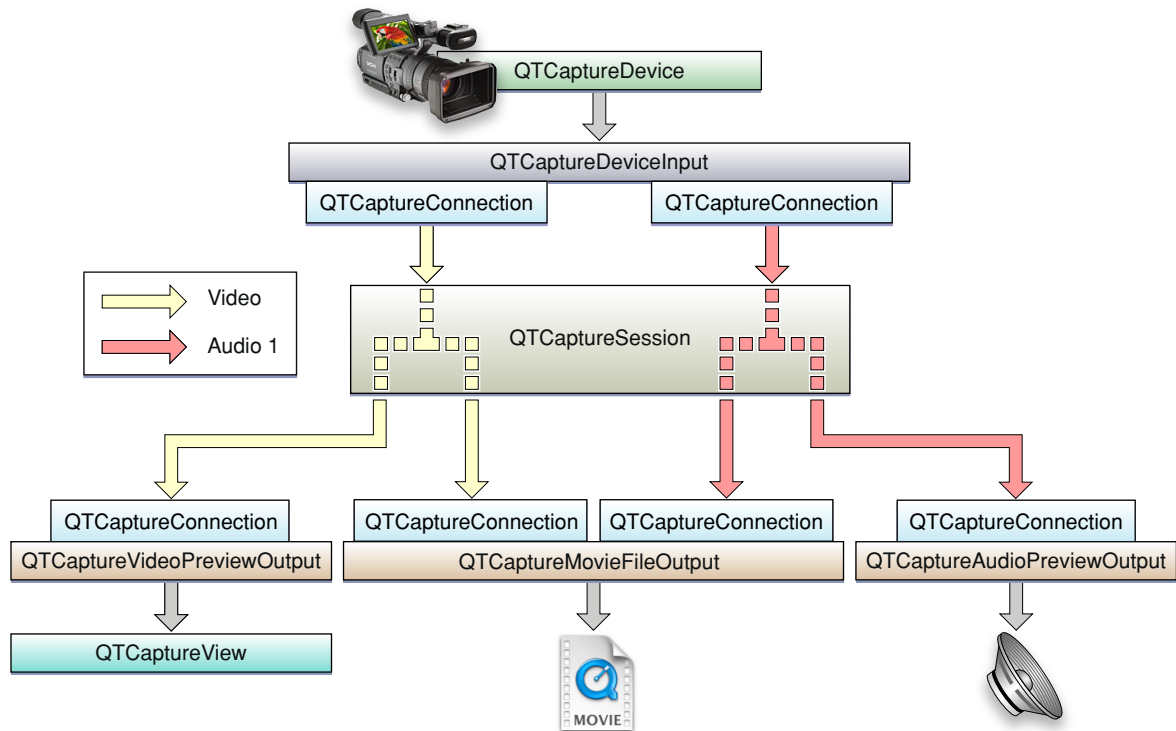 QTCaptureDevice
QTCaptureDeviceInput
QTCaptureConnection
QTCaptureConnection
Video
Audio 1
QTCaptureSession
QTCaptureConnection
QTCaptureConnection
QTCaptureConnection
QTCaptureConnection
QTCaptureVideoPreviewOutput
QTCaptureMovieFileOutput
QTCaptureAudioPreviewOutput
QTCaptureView
MOVIE